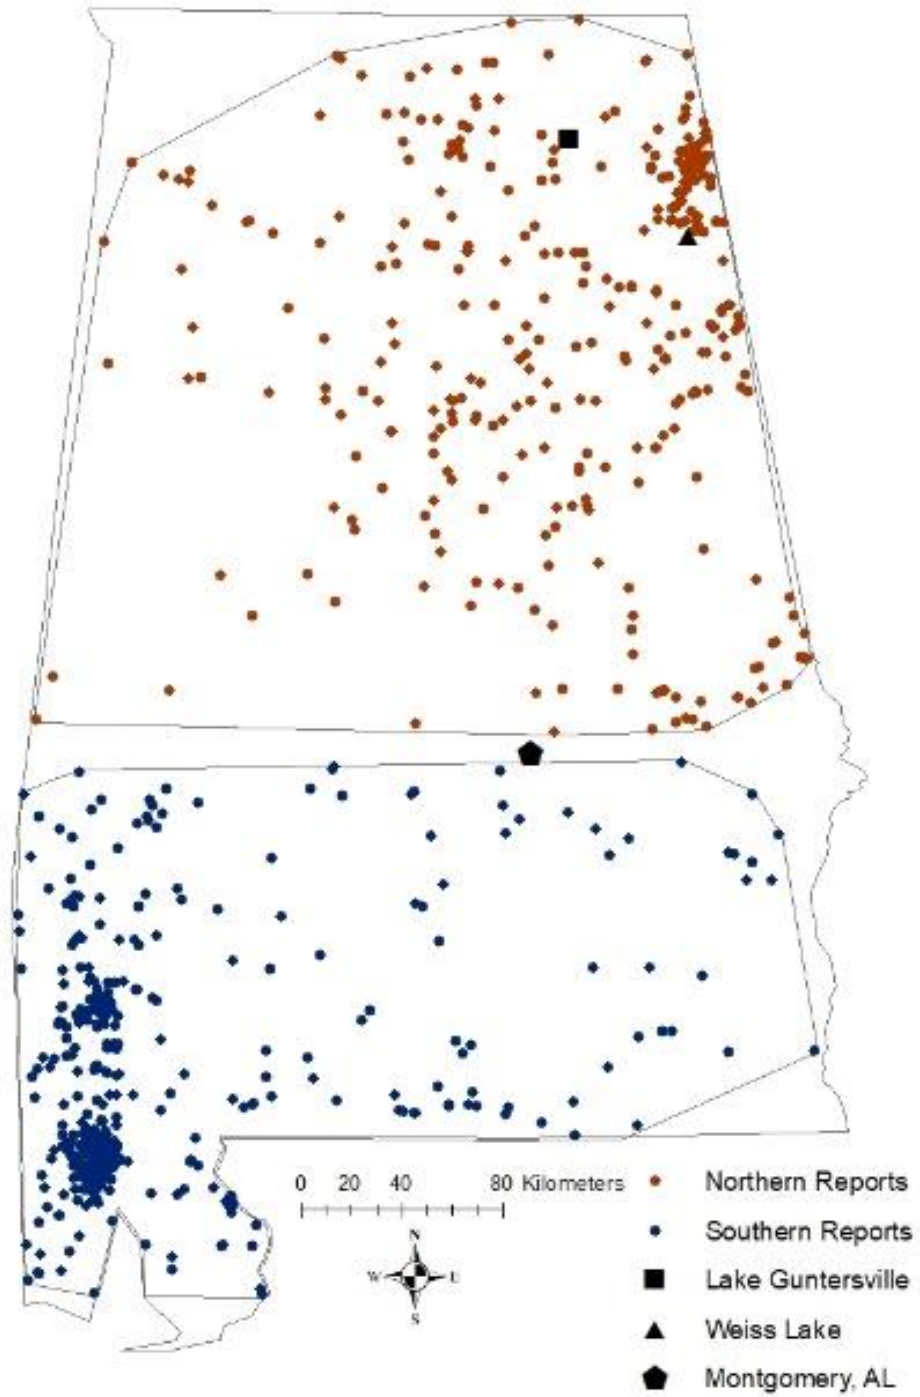 0 20 40 80 Kilometers
N
W E
S
Northern Reports
Southern Reports
Lake Guntersville
Weiss Lake
Montgomery, AL